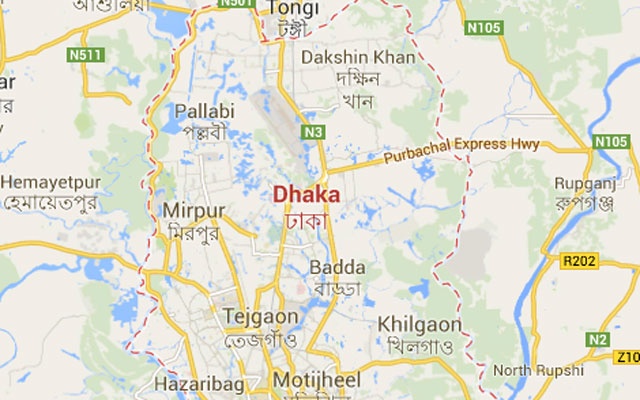 আশুলিয়া
N501
Tongi
টঙ্গী
N105
N511
Dakshin Khan
দক্ষিন
খান
Pallabi
পল্লবী
N3
Purbachal Express Hwy
N105
Hemayetpur
হেমায়েতপুর
Dhaka
ঢাকা
Rupganj
রুপগঞ্জ
Mirpur
মিরপুর
R202
Badda
বাড্ডা
Tejgaon
তেজগাঁও
Khilgaon
খিলগাও
N2
Z10
North Rupshi
Hazaribag
Motijheel